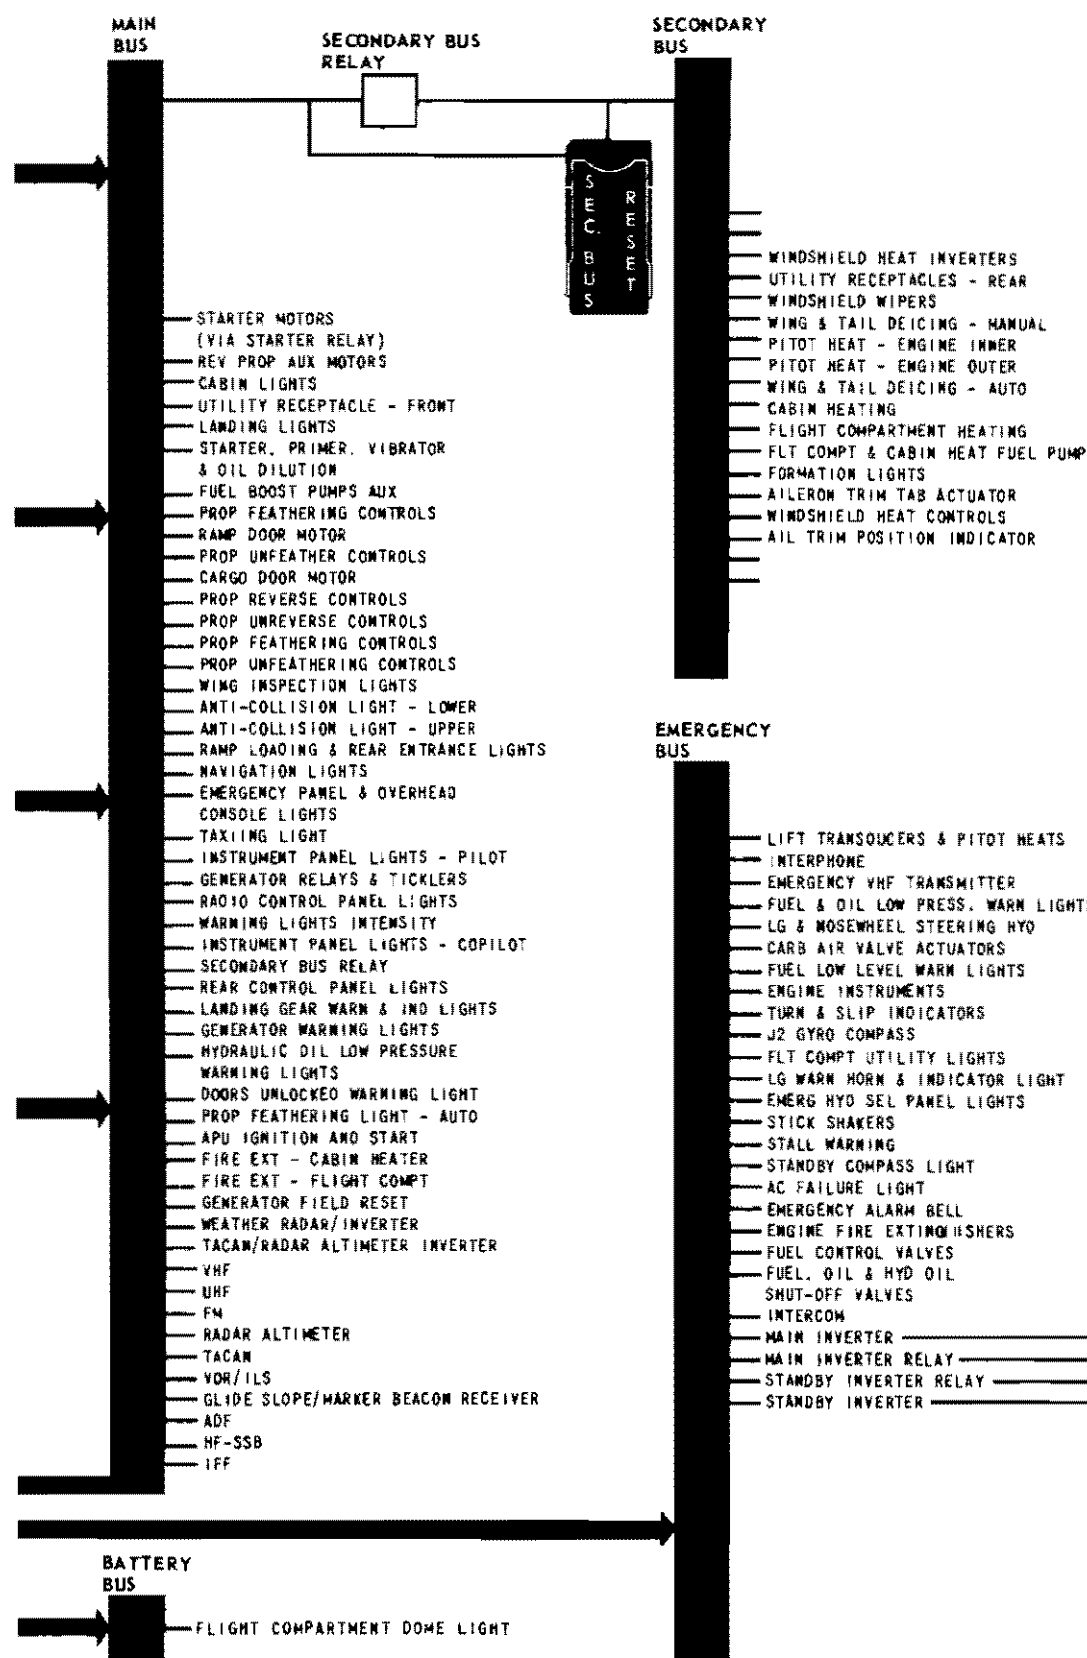 MAIN
BUS
SECONDARY BUS
RELAY
SECONDARY
BUS
SEC. BUS
RESET
STARTER MOTORS
(VIA STARTER RELAY)
REV PROP AUX MOTORS
CABIN LIGHTS
UTILITY RECEPTACLE - FRONT
LANDING LIGHTS
STARTER, PRIMER, VIBRATOR
& OIL DILUTION
FUEL BOOST PUMPS AUX
PROP FEATHERING CONTROLS
RAMP DOOR MOTOR
PROP UNFEATHER CONTROLS
CARGO DOOR MOTOR
PROP REVERSE CONTROLS
PROP UNREVERSE CONTROLS
PROP FEATHERING CONTROLS
PROP UNFEATHERING CONTROLS
WING INSPECTION LIGHTS
ANTI-COLLISION LIGHT - LOWER
ANTI-COLLISION LIGHT - UPPER
RAMP LOADING & REAR ENTRANCE LIGHTS
NAVIGATION LIGHTS
EMERGENCY PANEL & OVERHEAD
CONSOLE LIGHTS
TAXIING LIGHT
INSTRUMENT PANEL LIGHTS - PILOT
GENERATOR RELAYS & TICKLERS
RADIO CONTROL PANEL LIGHTS
WARNING LIGHTS INTENSITY
INSTRUMENT PANEL LIGHTS - COPILOT
SECONDARY BUS RELAY
REAR CONTROL PANEL LIGHTS
LANDING GEAR WARN & IND LIGHTS
GENERATOR WARNING LIGHTS
HYDRAULIC OIL LOW PRESSURE
WARNING LIGHTS
DOORS UNLOCKED WARNING LIGHT
PROP FEATHERING LIGHT - AUTO
APU IGNITION AND START
FIRE EXT - CABIN HEATER
FIRE EXT - FLIGHT COMPT
GENERATOR FIELD RESET
WEATHER RADAR/INVERTER
TACAN/RADAR ALTIMETER INVERTER
VHF
UHF
FM
RADAR ALTIMETER
TACAN
VOR/ILS
GLIDE SLOPE/MARKER BEACON RECEIVER
ADF
HF-SSB
IFF
WINDSHIELD HEAT INVERTERS
UTILITY RECEPTACLES - REAR
WINDSHIELD WIPERS
WING & TAIL DEICING - MANUAL
PITOT HEAT - ENGINE INNER
PITOT HEAT - ENGINE OUTER
WING & TAIL DEICING - AUTO
CABIN HEATING
FLIGHT COMPARTMENT HEATING
FLT COMPT & CABIN HEAT FUEL PUMP
FORMATION LIGHTS
AILERON TRIM TAB ACTUATOR
WINDSHIELD HEAT CONTROLS
AIL TRIM POSITION INDICATOR
EMERGENCY
BUS
LIFT TRANSDUCERS & PITOT HEATS
INTERPHONE
EMERGENCY VHF TRANSMITTER
FUEL & OIL LOW PRESS. WARN LIGHTS
LG & NOSEWHEEL STEERING HYD
CARB AIR VALVE ACTUATORS
FUEL LOW LEVEL WARN LIGHTS
ENGINE INSTRUMENTS
TURN & SLIP INDICATORS
J2 GYRO COMPASS
FLT COMPT UTILITY LIGHTS
LG WARN HORN & INDICATOR LIGHT
EMERG HYD SEL PANEL LIGHTS
STICK SHAKERS
STALL WARNING
STANDBY COMPASS LIGHT
AC FAILURE LIGHT
EMERGENCY ALARM BELL
ENGINE FIRE EXTINGUISHERS
FUEL CONTROL VALVES
FUEL, OIL & HYD OIL
SHUT-OFF VALVES
INTERCOM
MAIN INVERTER
MAIN INVERTER RELAY
STANDBY INVERTER RELAY
STANDBY INVERTER
BATTERY
BUS
FLIGHT COMPARTMENT DOME LIGHT